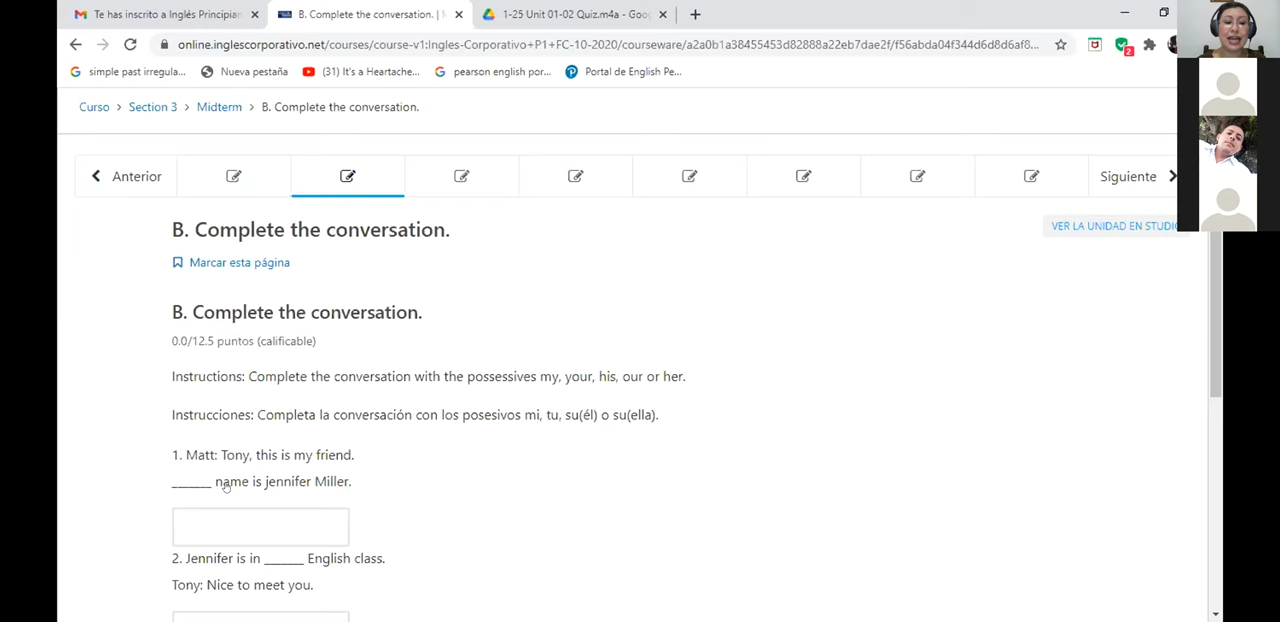 Te has inscrito a Inglés Principian
B. Complete the conversation. |
1-25 Unit 01-02 Quiz.m4a - Goo
online.inglescorporativo.net/courses/course-v1:Ingles-Corporativo+P1+FC-10-2020/courseware/a2a0b1a38455453d82888a22eb7dae2f/f56abda04f344d6d8d6af8...
2
simple past irregula...
Nueva pestaña
(31) It's a Heartache...
pearson english por...
Portal de English Pe...
Curso > Section 3 > Midterm > B. Complete the conversation.
Anterior
Siguiente
B. Complete the conversation.
VER LA UNIDAD EN STUDIO
Marcar esta página
B. Complete the conversation.
0.0/12.5 puntos (calificable)
Instructions: Complete the conversation with the possessives my, your, his, our or her.
Instrucciones: Completa la conversación con los posesivos mi, tu, su(él) o su(ella).
1. Matt: Tony, this is my friend.
______ name is jennifer Miller.
2. Jennifer is in ______ English class.
Tony: Nice to meet you.